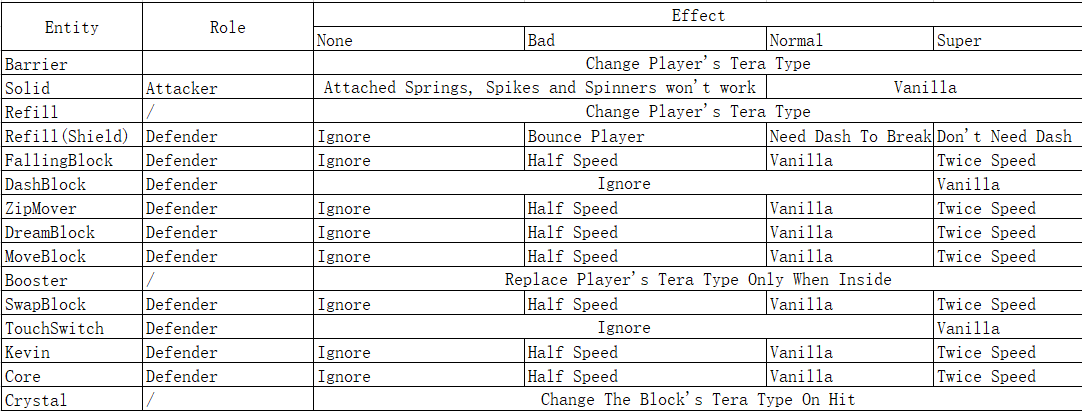 Entity Role Effect
None Bad Normal Super
Barrier Change Player's Tera Type
Solid Attacker Attached Springs, Spikes and Spinners won't work Vanilla
Refill / Change Player's Tera Type
Refill(Shield) Defender Ignore Bounce Player Need Dash To Break Don't Need Dash
FallingBlock Defender Ignore Half Speed Vanilla Twice Speed
DashBlock Defender Ignore Vanilla
ZipMover Defender Ignore Half Speed Vanilla Twice Speed
DreamBlock Defender Ignore Half Speed Vanilla Twice Speed
MoveBlock Defender Ignore Half Speed Vanilla Twice Speed
Booster / Replace Player's Tera Type Only When Inside
SwapBlock Defender Ignore Half Speed Vanilla Twice Speed
TouchSwitch Defender Ignore Vanilla
Kevin Defender Ignore Half Speed Vanilla Twice Speed
Core Defender Ignore Half Speed Vanilla Twice Speed
Crystal / Change The Block's Tera Type On Hit